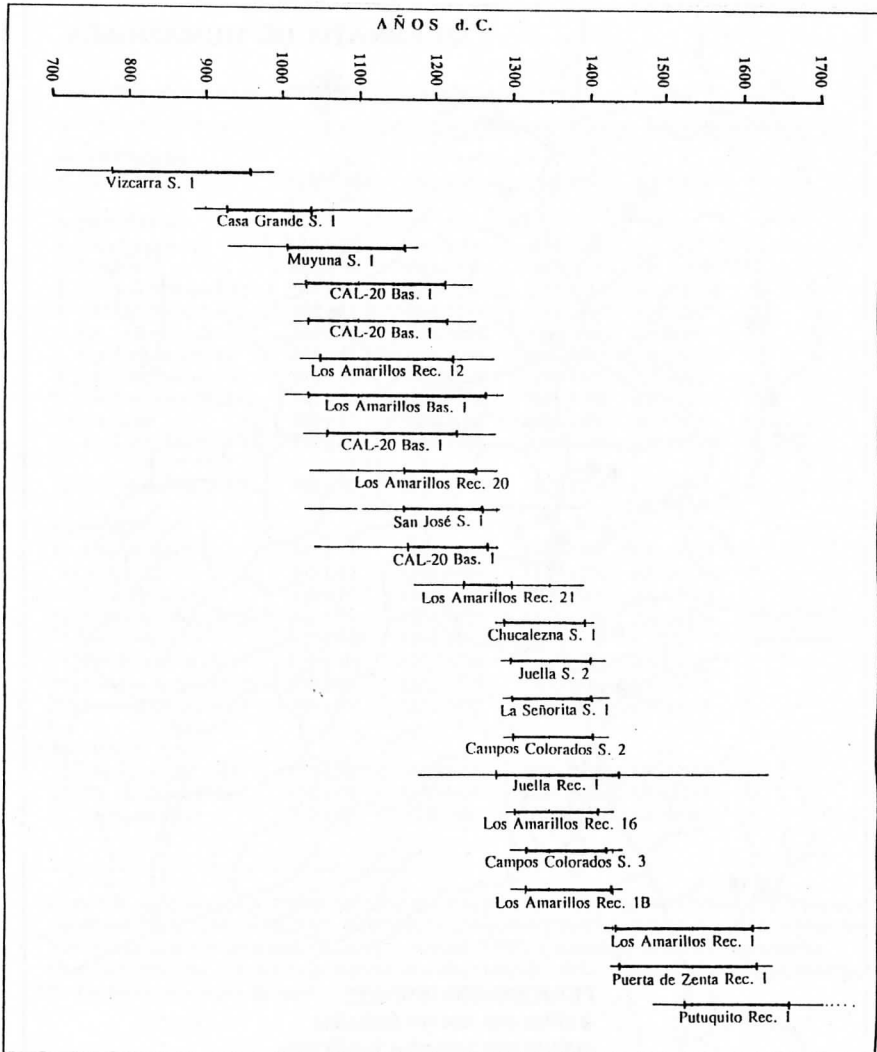 AÑOS d. C.
700 800 900 1000 1100 1200 1300 1400 1500 1600 1700
Vizcarra S. 1
Casa Grande S. 1
Muyuna S. 1
CAL-20 Bas. 1
CAL-20 Bas. 1
Los Amarillos Rec. 12
Los Amarillos Bas. 1
CAL-20 Bas. 1
Los Amarillos Rec. 20
San José S. 1
CAL-20 Bas. 1
Los Amarillos Rec. 21
Chucalezna S. 1
Juella S. 2
La Señorita S. 1
Campos Colorados S. 2
Juella Rec. 1
Los Amarillos Rec. 16
Campos Colorados S. 3
Los Amarillos Rec. 1B
Los Amarillos Rec. 1
Puerta de Zenta Rec. 1
Putuquito Rec. 1